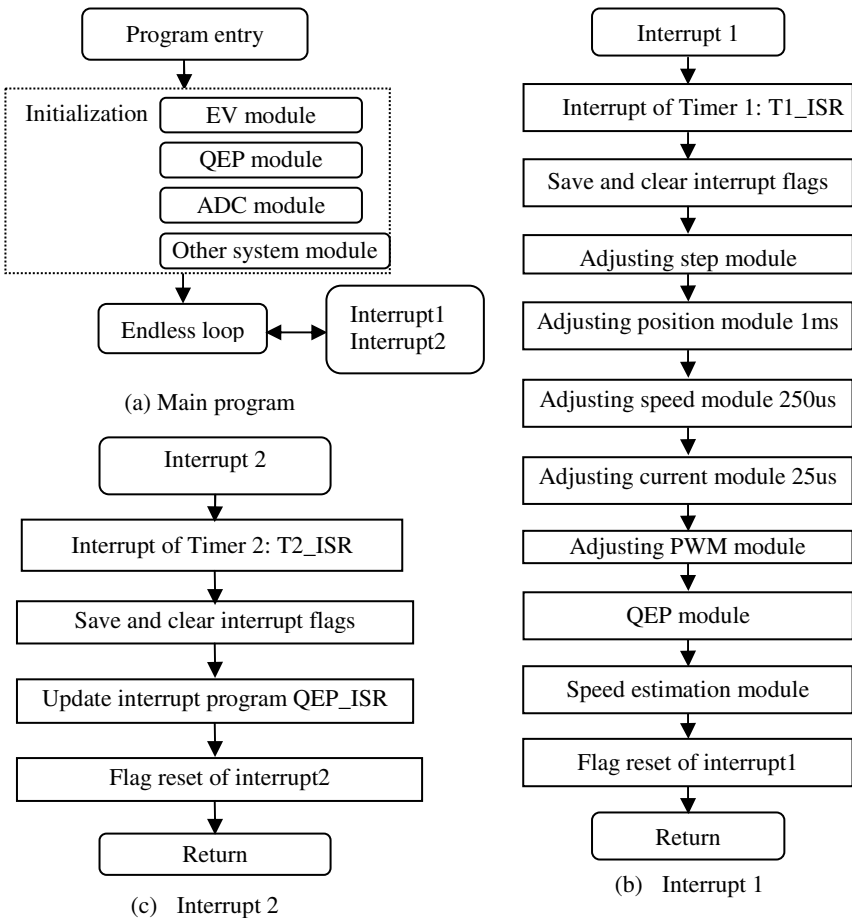 Program entry
Initialization
EV module
QEP module
ADC module
Other system module
Endless loop
Interrupt1
Interrupt2
(a) Main program
Interrupt 2
Interrupt of Timer 2: T2_ISR
Save and clear interrupt flags
Update interrupt program QEP_ISR
Flag reset of interrupt2
Return
(c) Interrupt 2
Interrupt 1
Interrupt of Timer 1: T1_ISR
Save and clear interrupt flags
Adjusting step module
Adjusting position module 1ms
Adjusting speed module 250us
Adjusting current module 25us
Adjusting PWM module
QEP module
Speed estimation module
Flag reset of interrupt1
Return
(b) Interrupt 1